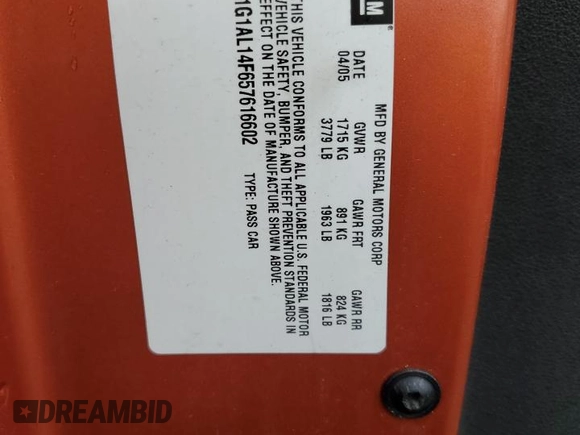 GM
MFD BY GENERAL MOTORS CORP
DATE GVWR GAWR FRT GAWR RR
04/05 1715 KG 891 KG 824 KG
3779 LB 1963 LB 1816 LB
THIS VEHICLE CONFORMS TO ALL APPLICABLE U.S. FEDERAL MOTOR
VEHICLE SAFETY, BUMPER, AND THEFT PREVENTION STANDARDS IN
EFFECT ON THE DATE OF MANUFACTURE SHOWN ABOVE.
1G1AL14F657616602 TYPE: PASS CAR
DREAMBID